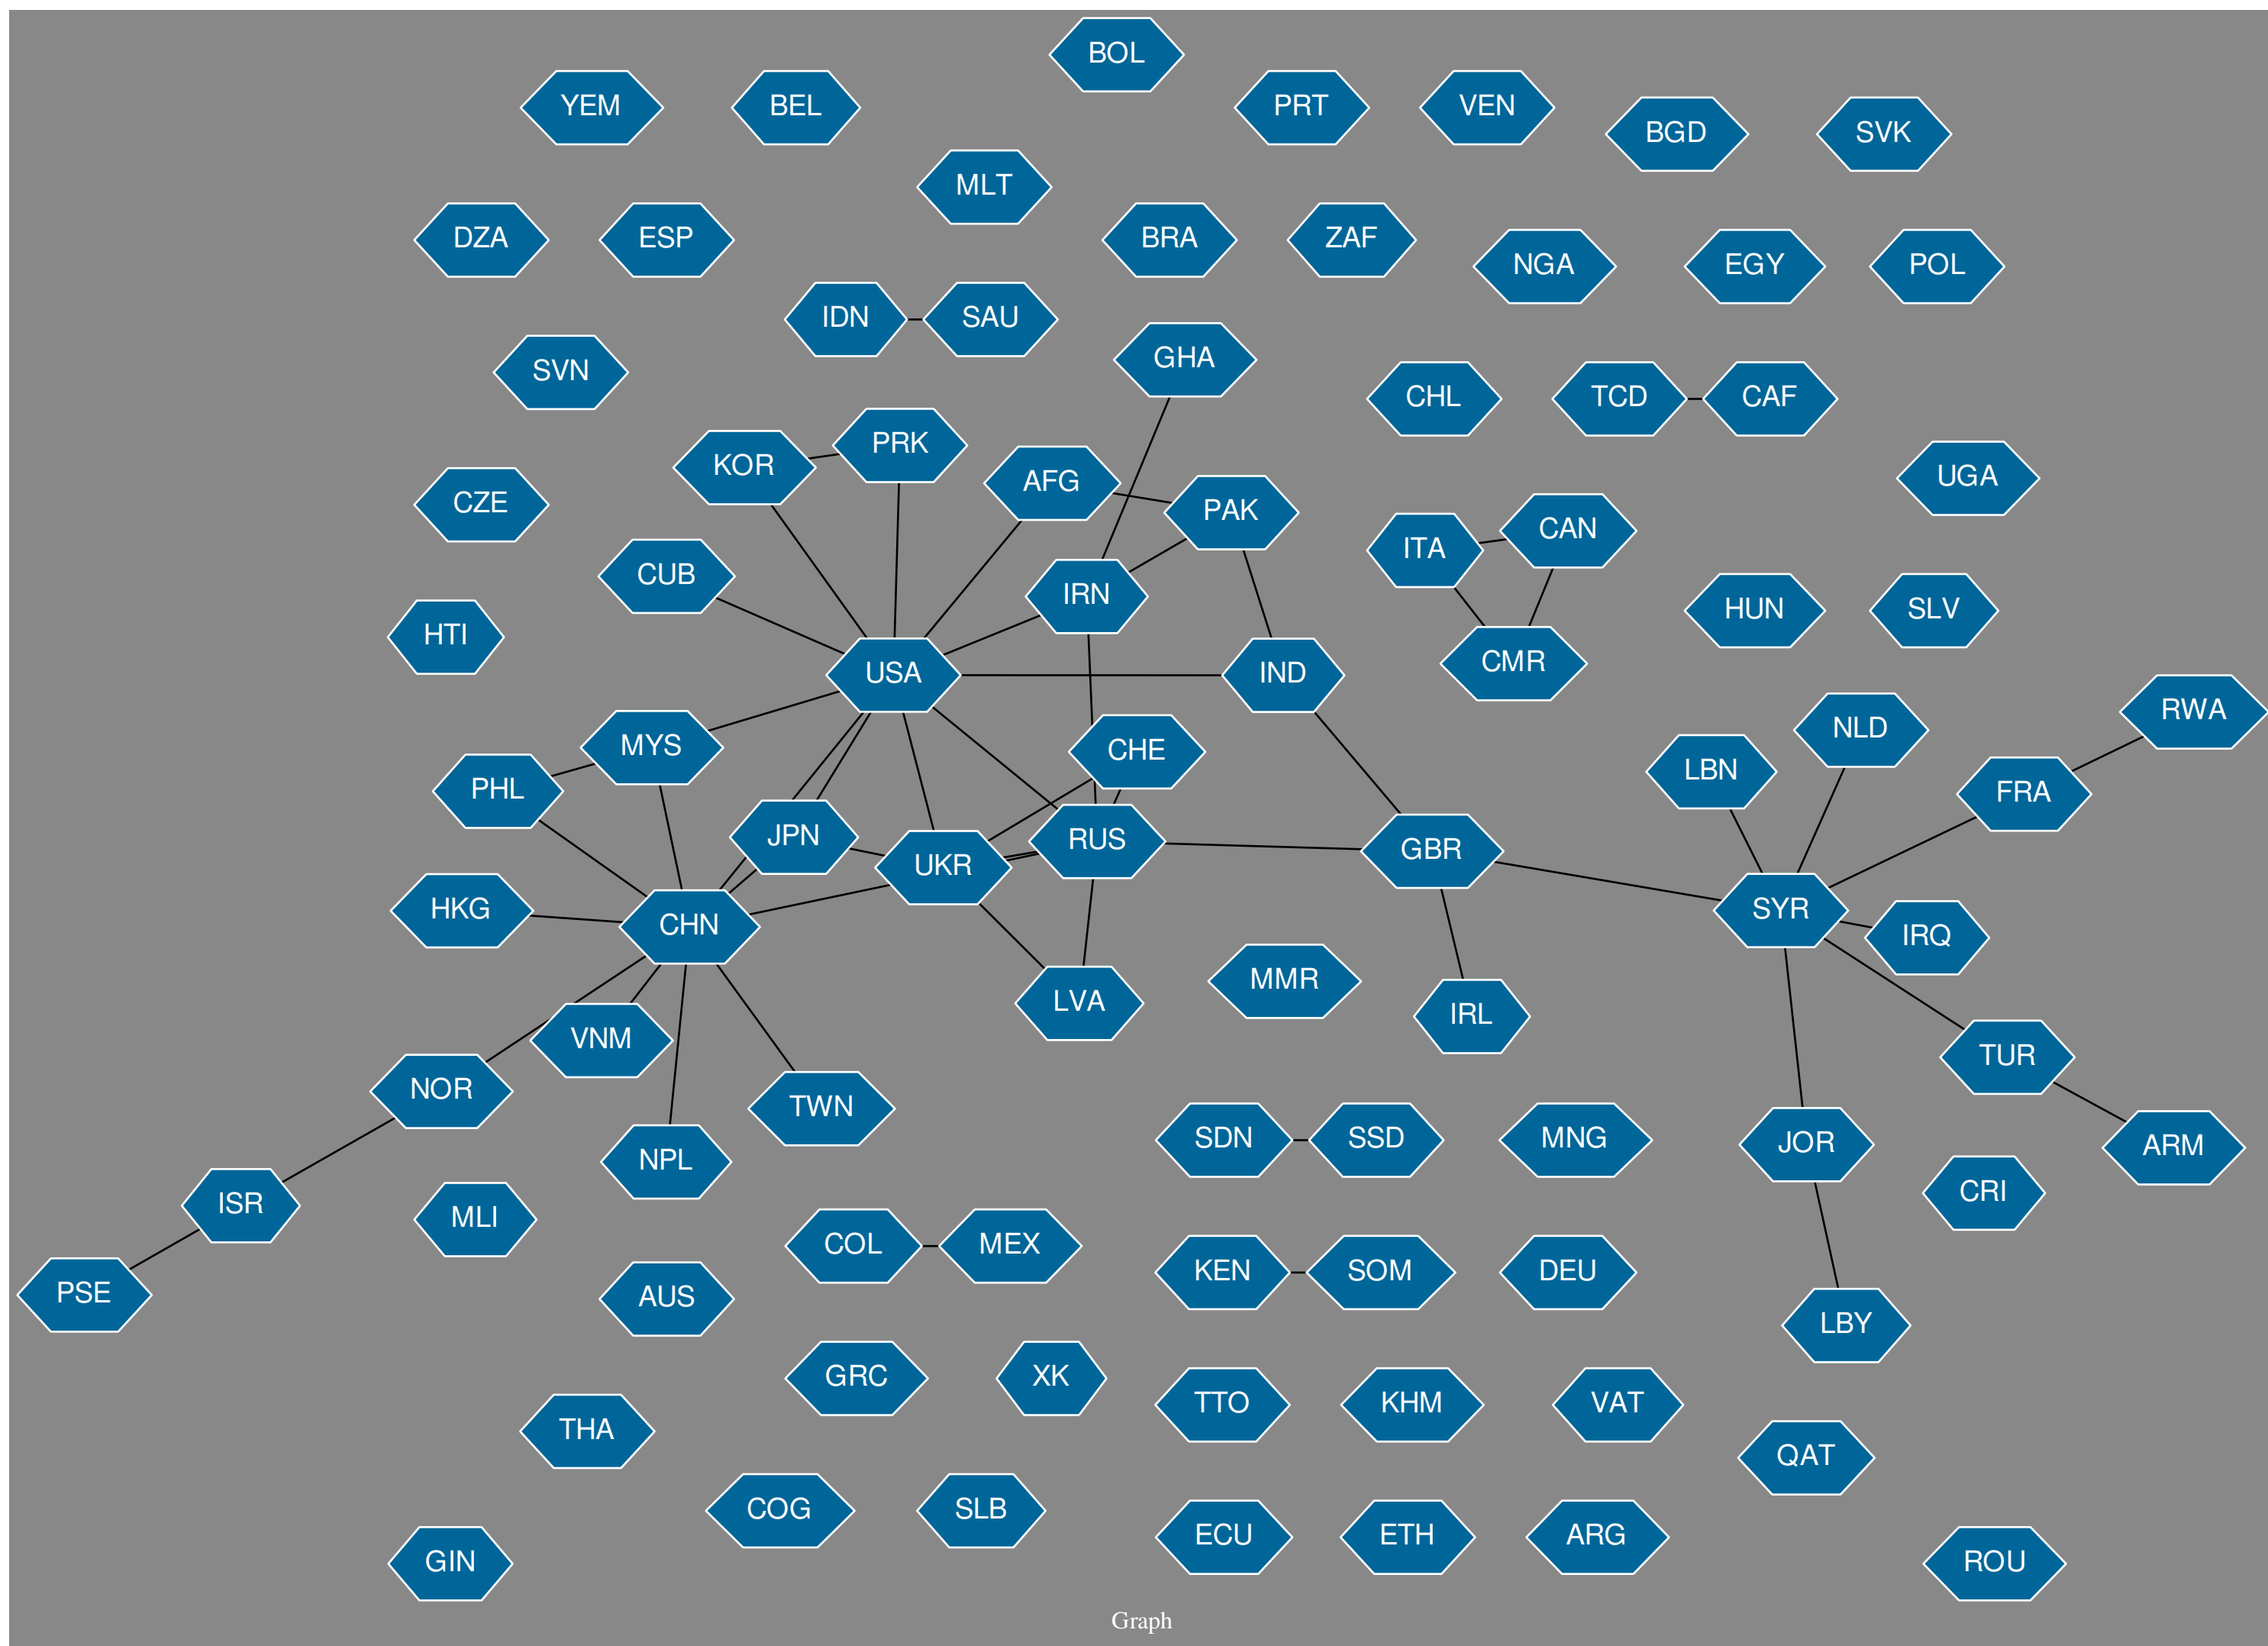 BOL
YEM
BEL
PRT
VEN
BGD
SVK
MLT
DZA
ESP
BRA
ZAF
NGA
EGY
POL
IDN
SAU
SVN
GHA
CHL
TCD
CAF
KOR
PRK
AFG
PAK
UGA
CZE
ITA
CAN
CUB
IRN
HUN
SLV
HTI
USA
IND
CMR
RWA
MYS
CHE
LBN
NLD
FRA
PHL
JPN
UKR
RUS
GBR
HKG
CHN
SYR
IRQ
LVA
MMR
IRL
VNM
TUR
NOR
TWN
NPL
SDN
SSD
MNG
JOR
ARM
ISR
MLI
CRI
COL
MEX
PSE
AUS
KEN
SOM
DEU
LBY
GRC
XK
TTO
KHM
VAT
THA
QAT
COG
SLB
ECU
ETH
ARG
GIN
ROU
Graph